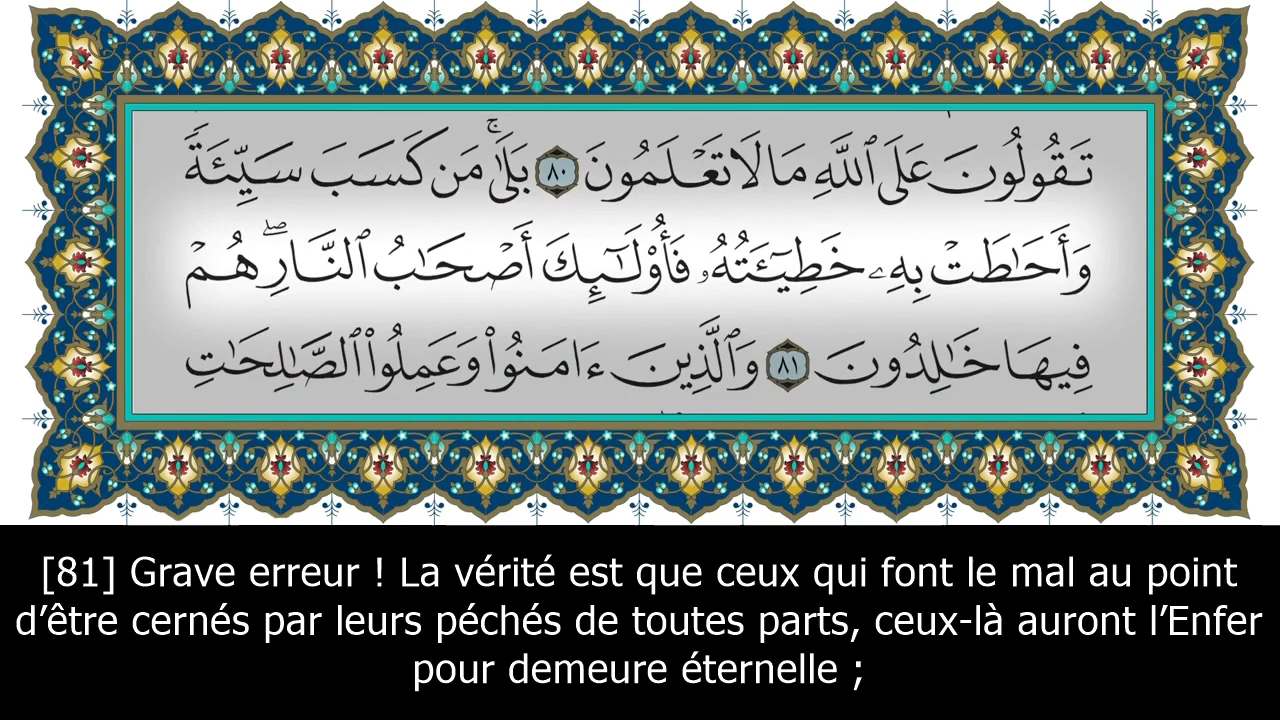 تَقُولُونَ عَلَى ٱللَّهِ مَا لَا تَعْلَمُونَ ٨٠ بَلَىٰۚ مَن كَسَبَ سَيِّئَةً
وَأَحَٰطَتْ بِهِۦ خَطِيٓـَٔتُهُۥ فَأُو۟لَٰٓئِكَ أَصْحَٰبُ ٱلنَّارِۖ هُمْ
فِيهَا خَٰلِدُونَ ٨١ وَٱلَّذِينَ ءَامَنُوا۟ وَعَمِلُوا۟ ٱلصَّٰلِحَٰتِ
[81] Grave erreur ! La vérité est que ceux qui font le mal au point
d’être cernés par leurs péchés de toutes parts, ceux-là auront l’Enfer
pour demeure éternelle ;